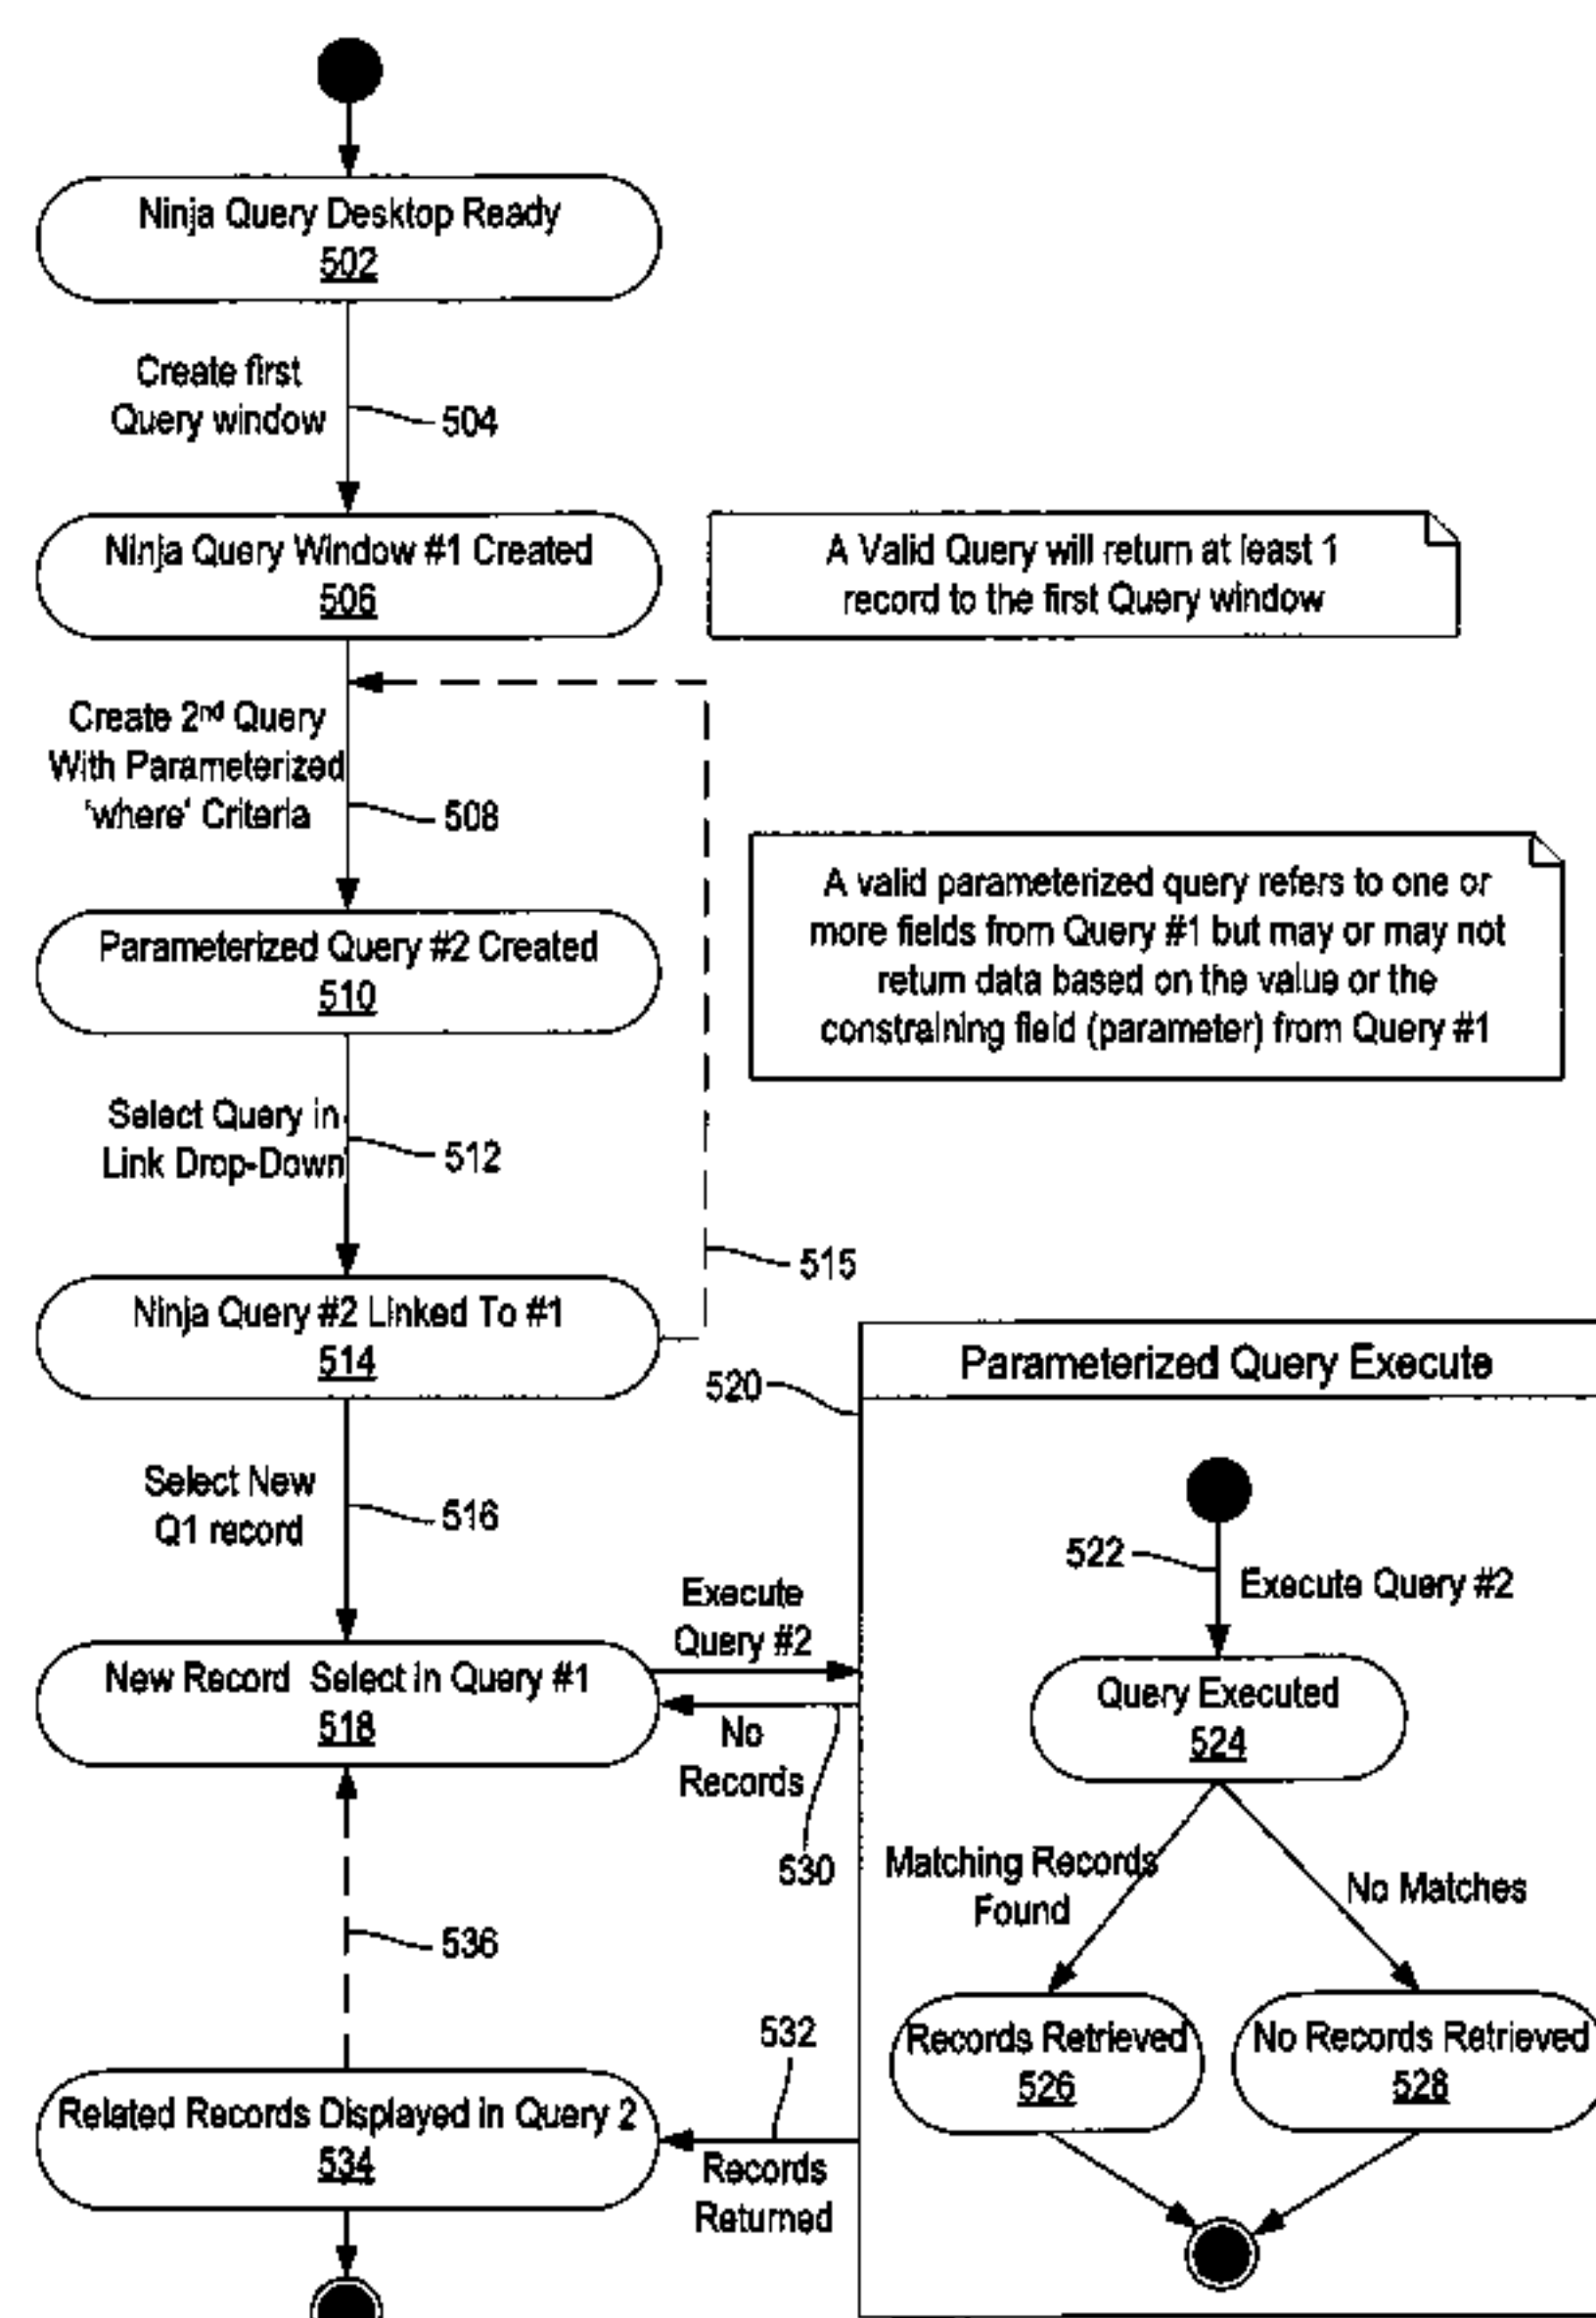 Ninja Query Desktop Ready
502
Create first
Query window
504
Ninja Query Window #1 Created
506
A Valid Query will return at least 1
record to the first Query window
Create 2nd Query
With Parameterized
'where' Criteria
508
A valid parameterized query refers to one or
more fields from Query #1 but may or may not
return data based on the value or the
constraining field (parameter) from Query #1
Parameterized Query #2 Created
510
Select Query in
Link Drop-Down
512
515
Ninja Query #2 Linked To #1
514
520
Parameterized Query Execute
Select New
Q1 record
516
522
Execute Query #2
Execute
Query #2
New Record Select in Query #1
518
No
Records
530
Query Executed
524
Matching Records
Found
No Matches
536
532
Records Retrieved
526
No Records Retrieved
528
Related Records Displayed in Query 2
534
Records
Returned